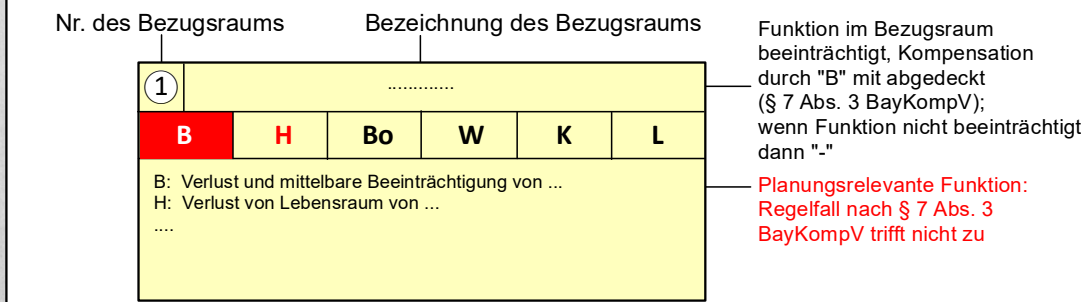 Nr. des Bezugsraums
Bezeichnung des Bezugsraums
1
.............
B H Bo W K L
B: Verlust und mittelbare Beeinträchtigung von ...
H: Verlust von Lebensraum von ...
....
Funktion im Bezugsraum
beeinträchtigt, Kompensation
durch "B" mit abgedeckt
(§ 7 Abs. 3 BayKompV);
wenn Funktion nicht beeinträchtigt
dann "-"
Planungsrelevante Funktion:
Regelfall nach § 7 Abs. 3
BayKompV trifft nicht zu